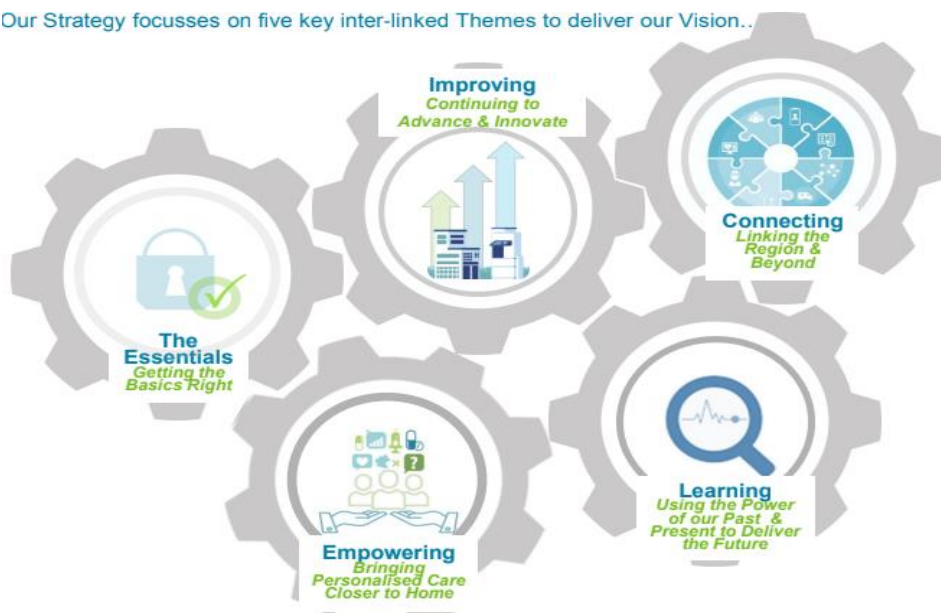 Our Strategy focusses on five key inter-linked Themes to deliver our Vision..
Improving
Continuing to
Advance & Innovate
Connecting
Linking the
Region &
Beyond
The
Essentials
Getting the
Basics Right
Empowering
Bringing
Personalised Care
Closer to Home
Learning
Using the Power
of our Past &
Present to Deliver
the Future
?